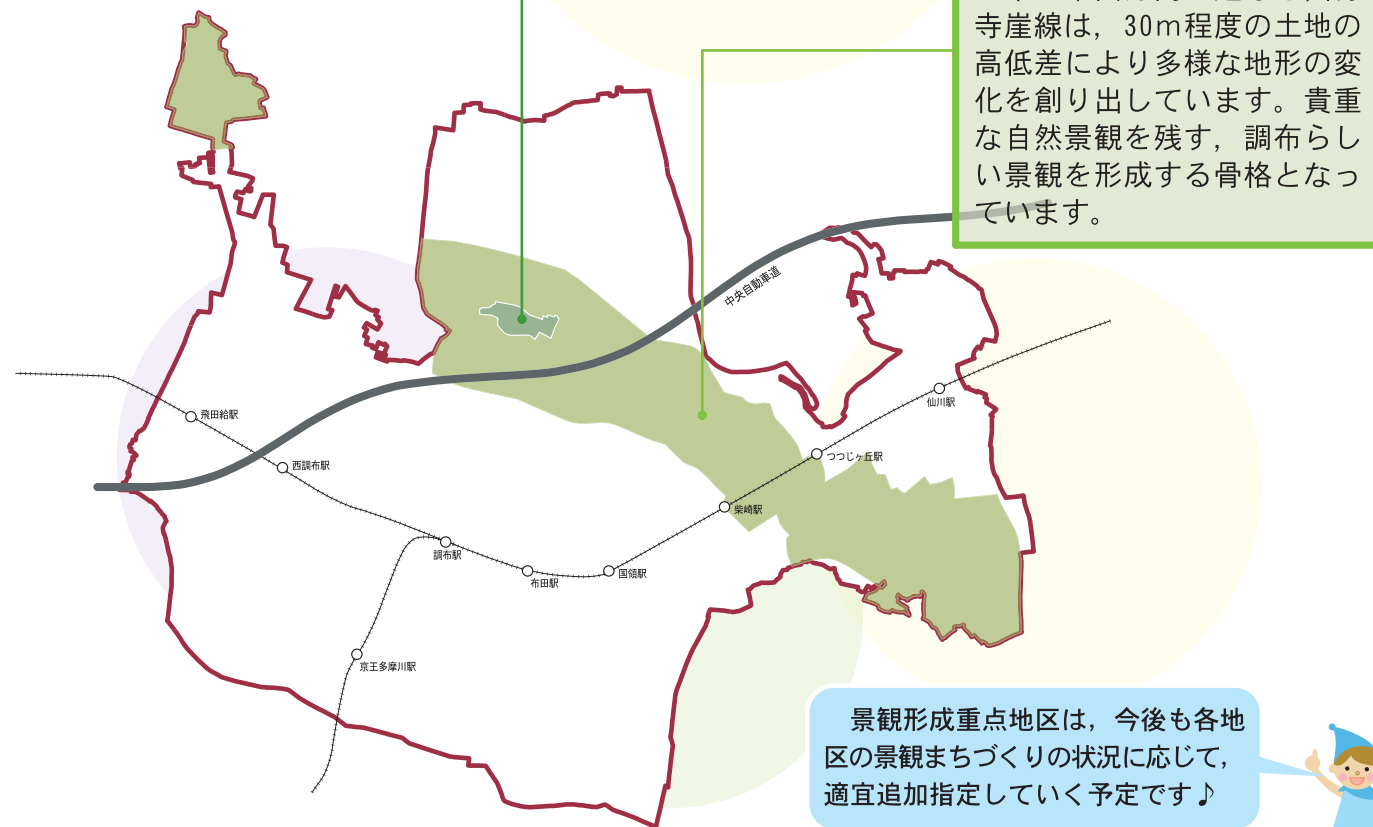 寺崖線は，30ｍ程度の土地の
高低差により多様な地形の変
化を創り出しています。貴重
な自然景観を残す，調布らし
い景観を形成する骨格となっ
ています。
中央自動車道
飛田給駅
西調布駅
調布駅
布田駅
国領駅
柴崎駅
つつじヶ丘駅
仙川駅
京王多摩川駅
景観形成重点地区は，今後も各地
区の景観まちづくりの状況に応じて，
適宜追加指定していく予定です♪